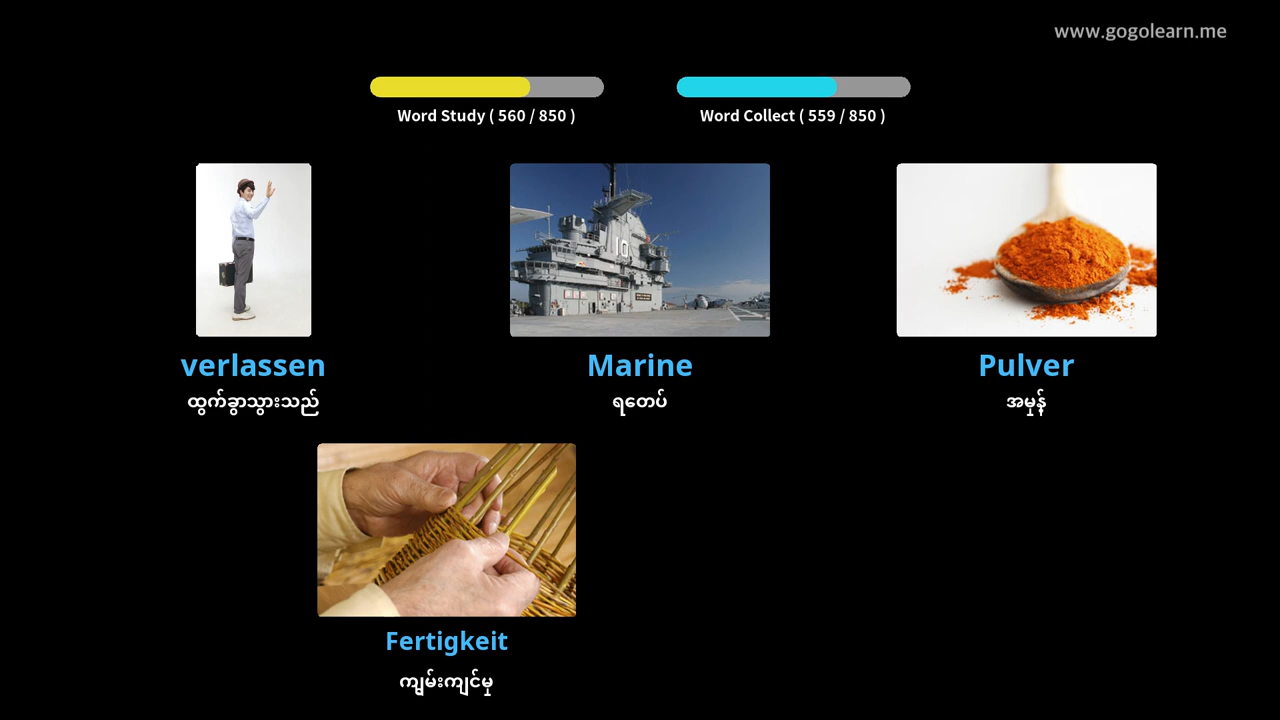 www.gogolearn.me
Word Study ( 560 / 850 )
Word Collect ( 559 / 850 )
10
verlassen
Marine
Pulver
ထွက်ခွာသွားသည်
ရတေပ်
အမှုန့်
Fertigkeit
ကျွမ်းကျင်မှု